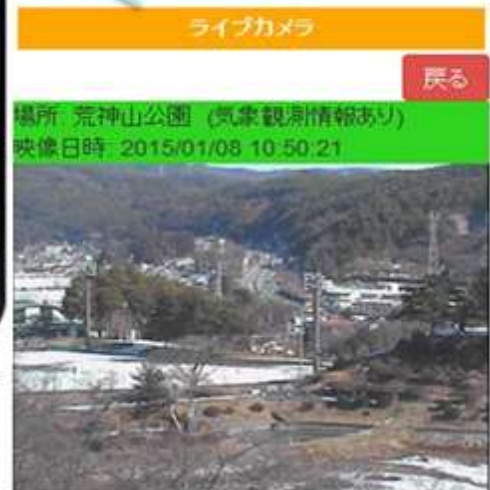 ライブカメラ
戻る
場所: 荒神山公園 (気象観測情報あり)
映像日時: 2015/01/08 10:50:21